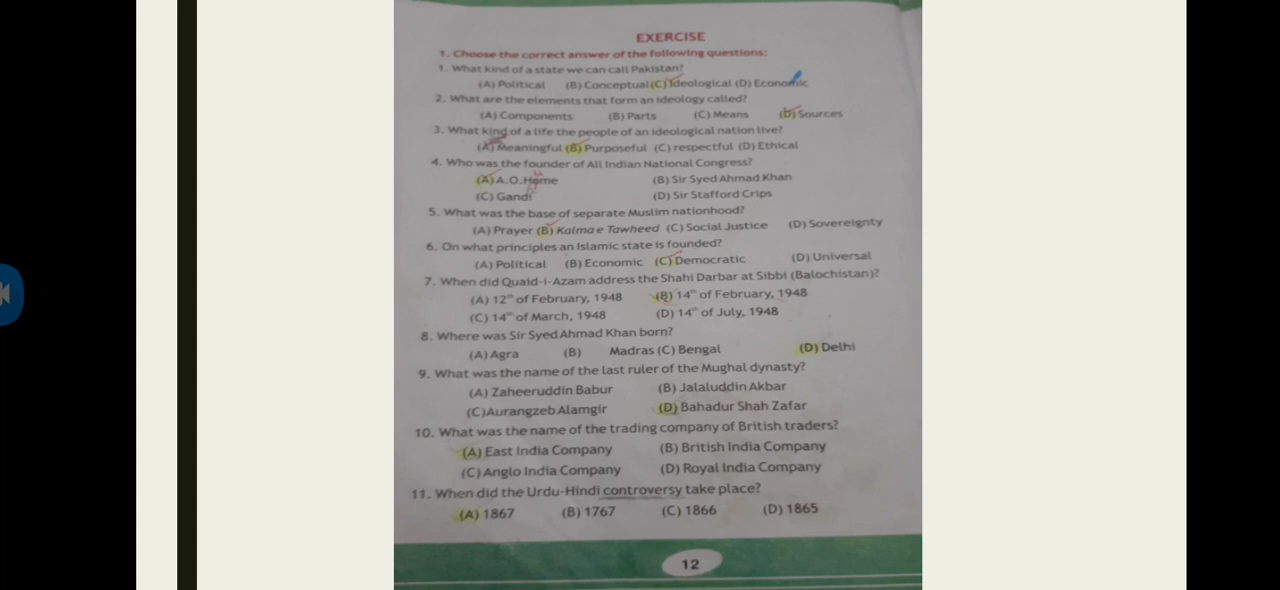 EXERCISE
1. Choose the correct answer of the following questions:
1. What kind of a state we can call Pakistan?
(A) Political (B) Conceptual (C) Ideological (D) Economic
2. What are the elements that form an ideology called?
(A) Components (B) Parts (C) Means (D) Sources
3. What kind of a life the people of an ideological nation live?
(A) Meaningful (B) Purposeful (C) respectful (D) Ethical
4. Who was the founder of All Indian National Congress?
(A) A.O.Home (B) Sir Syed Ahmad Khan
(C) Gandi (D) Sir Stafford Crips
5. What was the base of separate Muslim nationhood?
(A) Prayer (B) Kalma e Tawheed (C) Social Justice (D) Sovereignty
6. On what principles an Islamic state is founded?
(A) Political (B) Economic (C) Democratic (D) Universal
7. When did Quaid-i-Azam address the Shahi Darbar at Sibbi (Balochistan)?
(A) 12th of February, 1948 (B) 14th of February, 1948
(C) 14th of March, 1948 (D) 14th of July, 1948
8. Where was Sir Syed Ahmad Khan born?
(A) Agra (B) Madras (C) Bengal (D) Delhi
9. What was the name of the last ruler of the Mughal dynasty?
(A) Zaheeruddin Babur (B) Jalaluddin Akbar
(C)Aurangzeb Alamgir (D) Bahadur Shah Zafar
10. What was the name of the trading company of British traders?
(A) East India Company (B) British India Company
(C) Anglo India Company (D) Royal India Company
11. When did the Urdu-Hindi controversy take place?
(A) 1867 (B) 1767 (C) 1866 (D) 1865
12